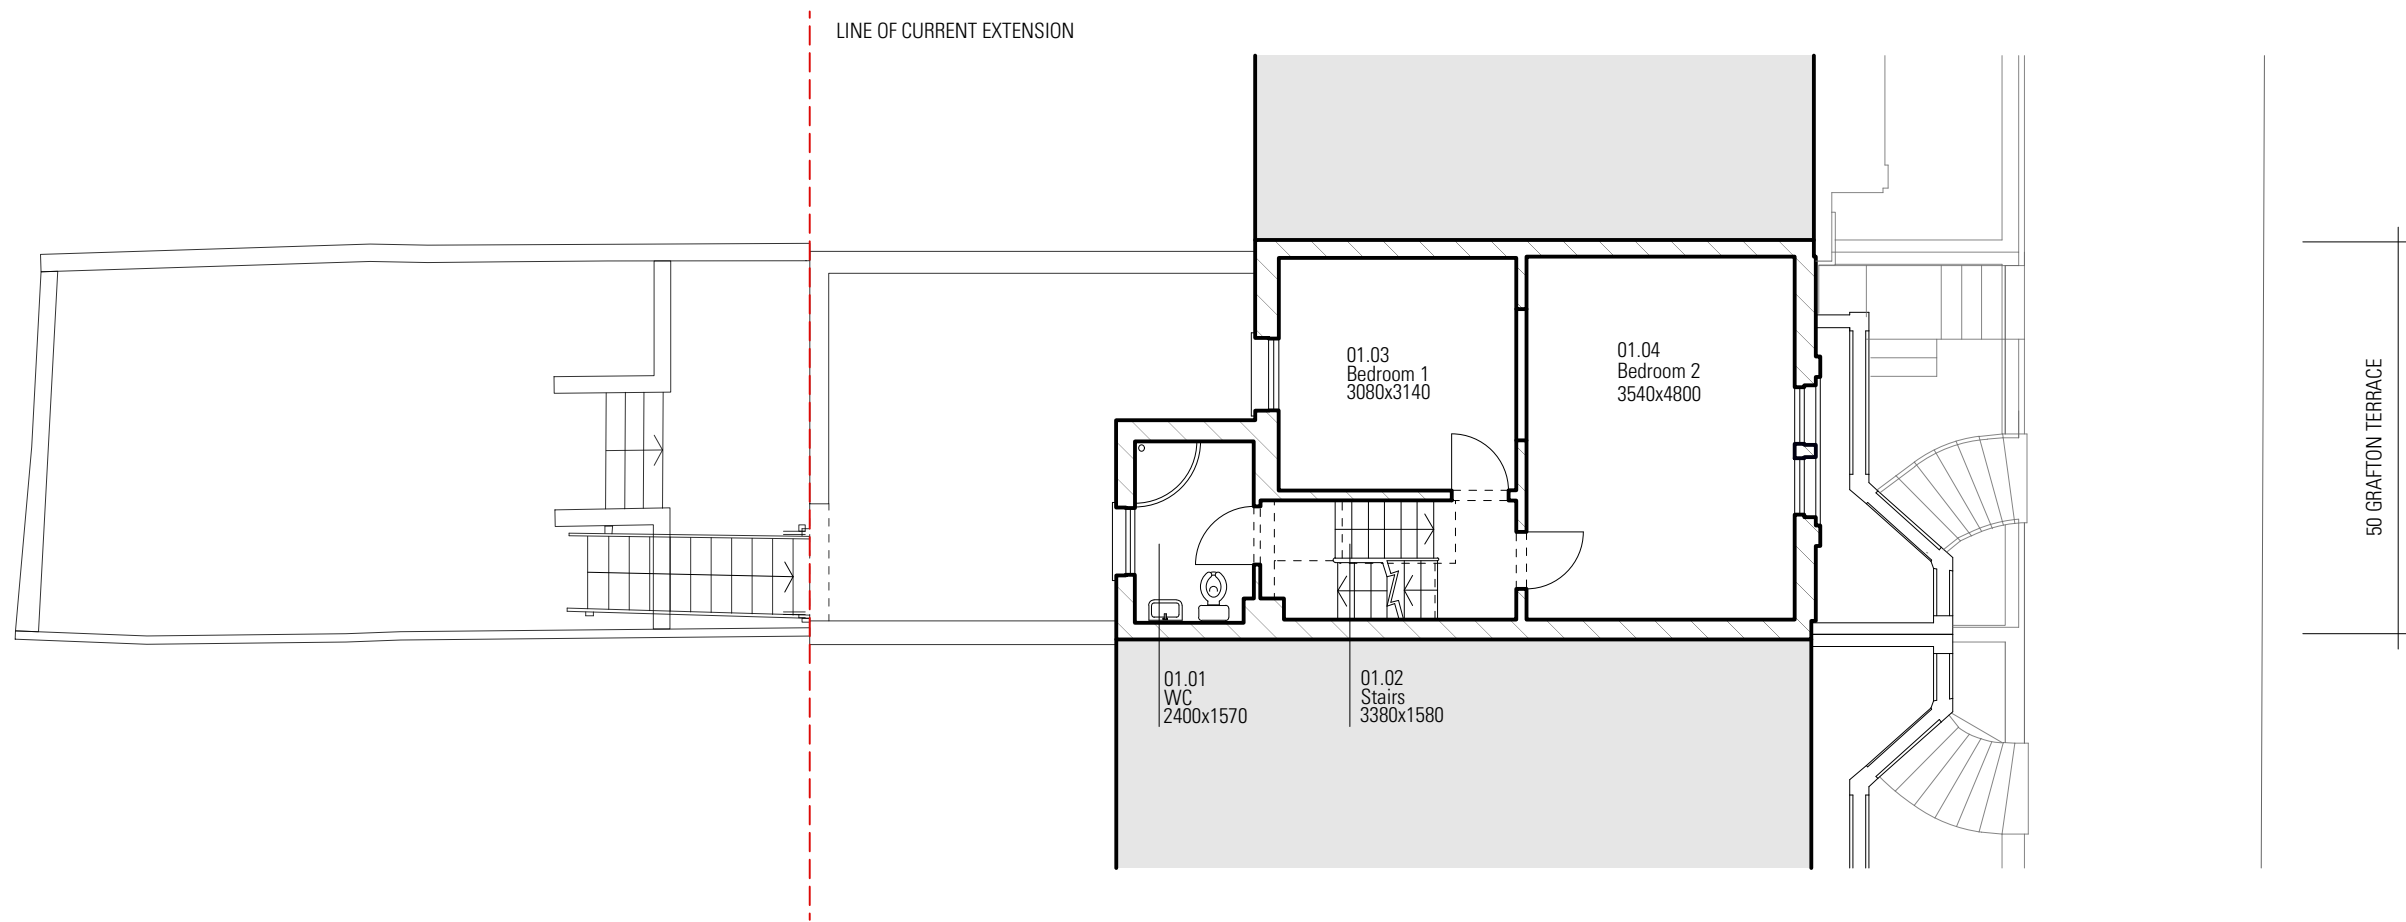 LINE OF CURRENT EXTENSION
01.03
Bedroom 1
3080x3140
01.04
Bedroom 2
3540x4800
50 GRAFTON TERRACE
01.01
WC
2400x1570
01.02
Stairs
3380x1580